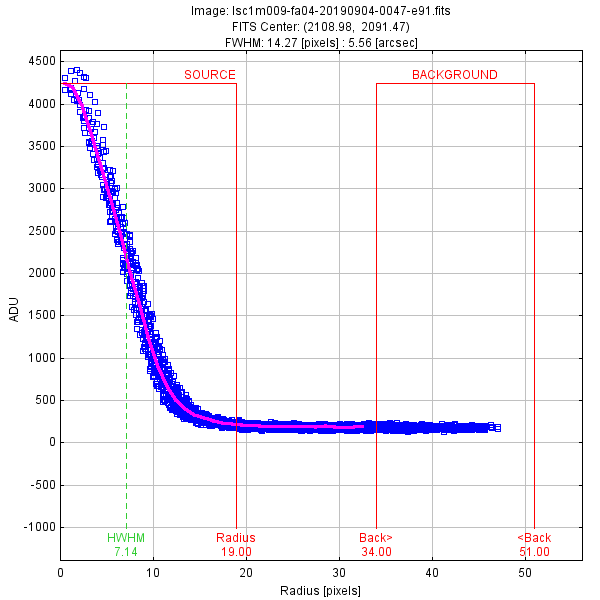 Image: lsc1m009-fa04-20190904-0047-e91.fits
FITS Center: (2108.98, 2091.47)
FWHM: 14.27 [pixels] : 5.56 [arcsec]
SOURCE
BACKGROUND
4500
4000
3500
3000
2500
2000
1500
1000
500
0
-500
-1000
ADU
HWHM
7.14
Radius
19.00
Back>
34.00
<Back
51.00
0
10
20
30
40
50
Radius [pixels]